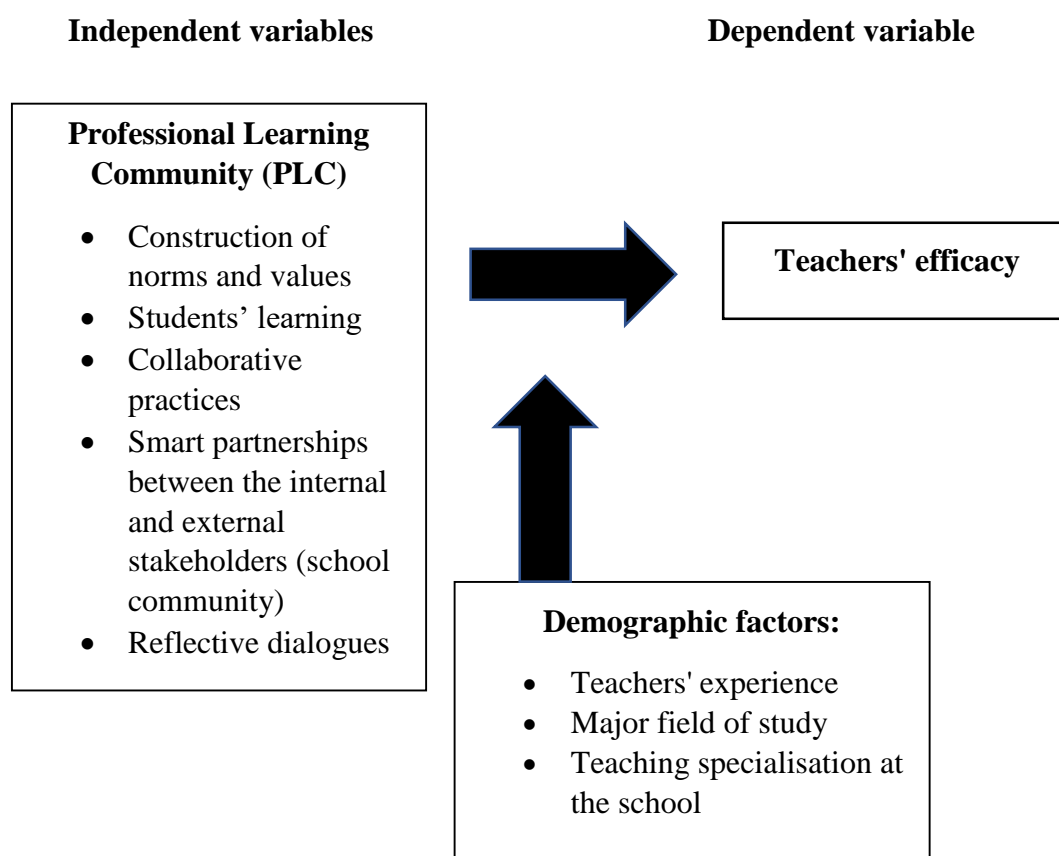 Independent variables
Dependent variable
Professional Learning
Community (PLC)
• Construction of
norms and values
• Students’ learning
• Collaborative
practices
• Smart partnerships
between the internal
and external
stakeholders (school
community)
• Reflective dialogues
Teachers' efficacy
Demographic factors:
• Teachers' experience
• Major field of study
• Teaching specialisation at
the school